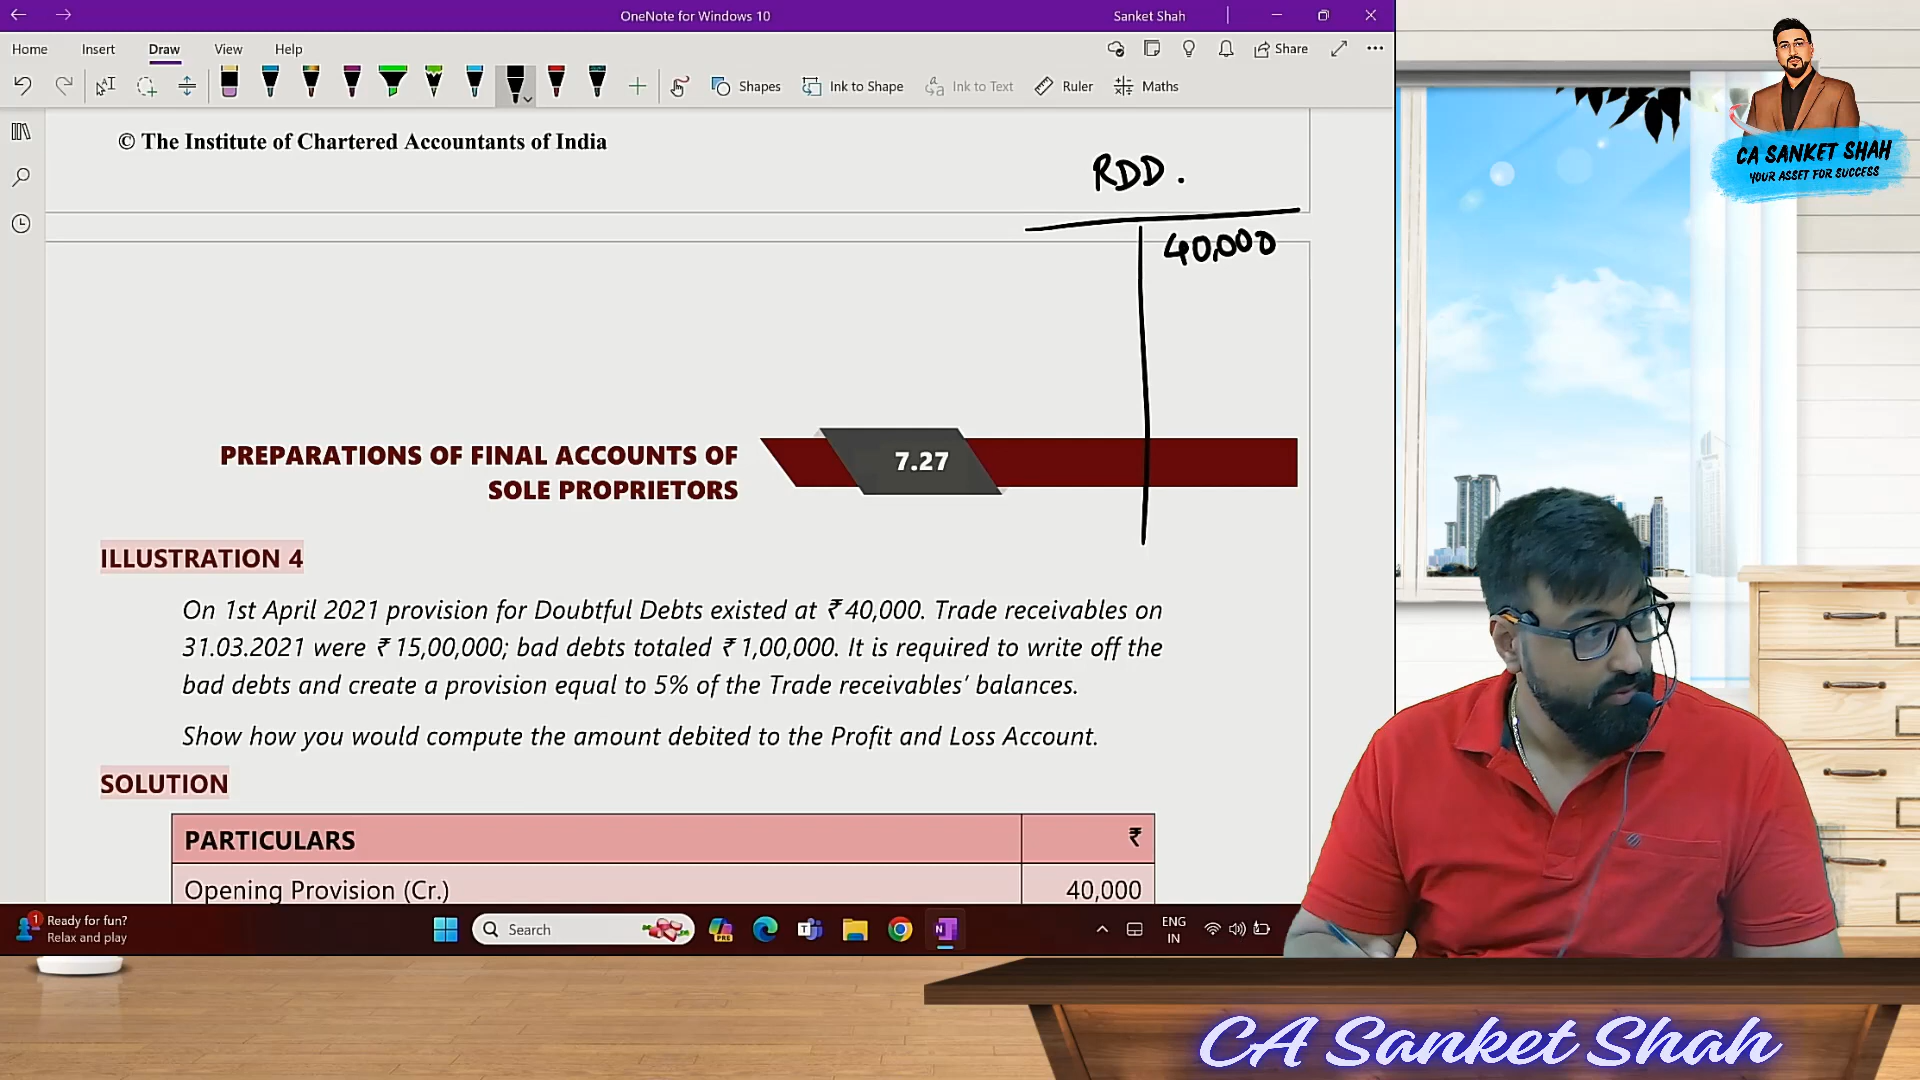 OneNote for Windows 10
Sanket Shah
Home Insert Draw View Help
Share
Shapes Ink to Shape Ink to Text Ruler Maths
© The Institute of Chartered Accountants of India
RDD.
40,000
PREPARATIONS OF FINAL ACCOUNTS OF
SOLE PROPRIETORS
7.27
ILLUSTRATION 4
On 1st April 2021 provision for Doubtful Debts existed at ₹ 40,000. Trade receivables on
31.03.2021 were ₹ 15,00,000; bad debts totaled ₹ 1,00,000. It is required to write off the
bad debts and create a provision equal to 5% of the Trade receivables’ balances.
Show how you would compute the amount debited to the Profit and Loss Account.
SOLUTION
PARTICULARS ₹
Opening Provision (Cr.) 40,000
1
Ready for fun?
Relax and play
Search
PRE
ENG
IN
CA SANKET SHAH
YOUR ASSET FOR SUCCESS
CA Sanket Shah